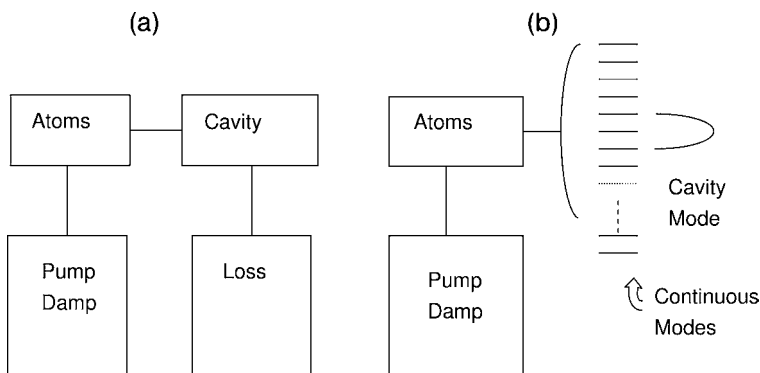 (a)
Atoms
Cavity
Pump
Damp
Loss
(b)
Atoms
Cavity
Mode
Pump
Damp
Continuous
Modes